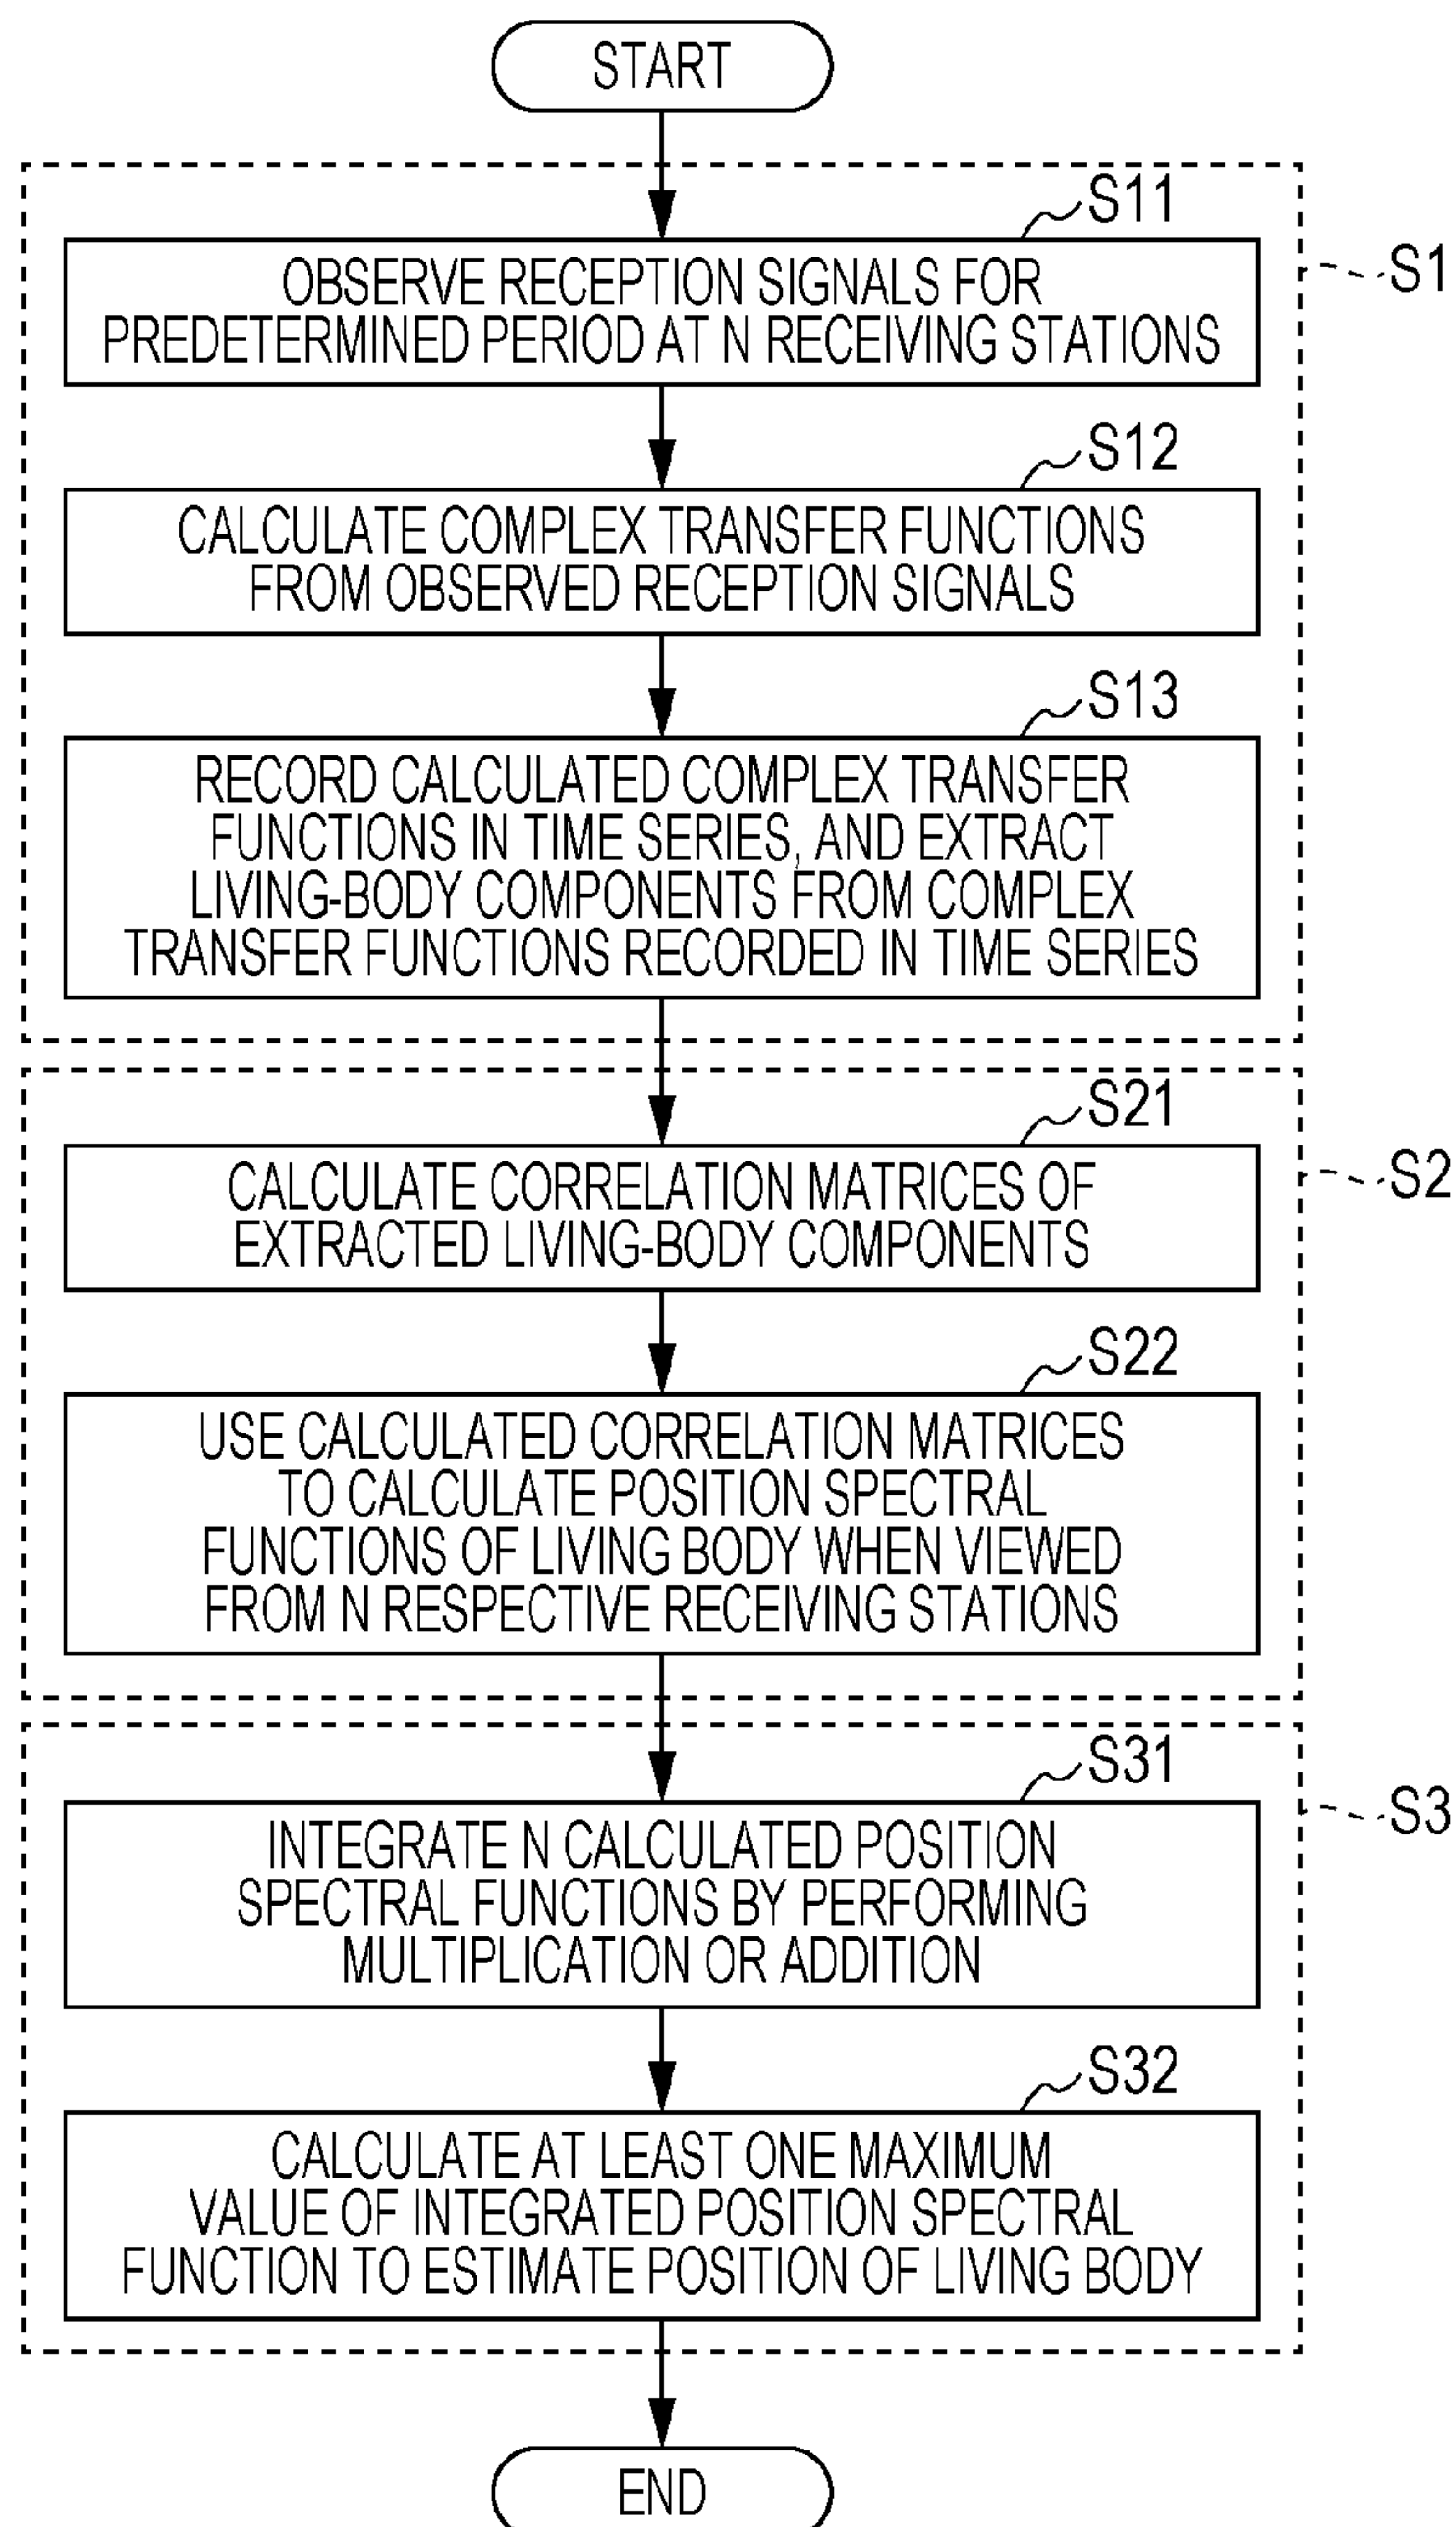 START
S11
S1
OBSERVE RECEPTION SIGNALS FOR
PREDETERMINED PERIOD AT N RECEIVING STATIONS
S12
CALCULATE COMPLEX TRANSFER FUNCTIONS
FROM OBSERVED RECEPTION SIGNALS
S13
RECORD CALCULATED COMPLEX TRANSFER
FUNCTIONS IN TIME SERIES, AND EXTRACT
LIVING-BODY COMPONENTS FROM COMPLEX
TRANSFER FUNCTIONS RECORDED IN TIME SERIES
S21
S2
CALCULATE CORRELATION MATRICES OF
EXTRACTED LIVING-BODY COMPONENTS
S22
USE CALCULATED CORRELATION MATRICES
TO CALCULATE POSITION SPECTRAL
FUNCTIONS OF LIVING BODY WHEN VIEWED
FROM N RESPECTIVE RECEIVING STATIONS
S31
S3
INTEGRATE N CALCULATED POSITION
SPECTRAL FUNCTIONS BY PERFORMING
MULTIPLICATION OR ADDITION
S32
CALCULATE AT LEAST ONE MAXIMUM
VALUE OF INTEGRATED POSITION SPECTRAL
FUNCTION TO ESTIMATE POSITION OF LIVING BODY
END